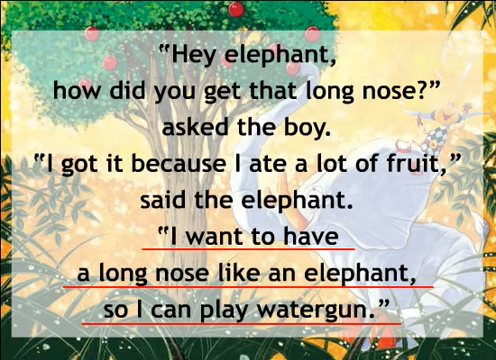 “Hey elephant,
how did you get that long nose?”
asked the boy.
“I got it because I ate a lot of fruit,”
said the elephant.
“I want to have
a long nose like an elephant,
so I can play watergun.”